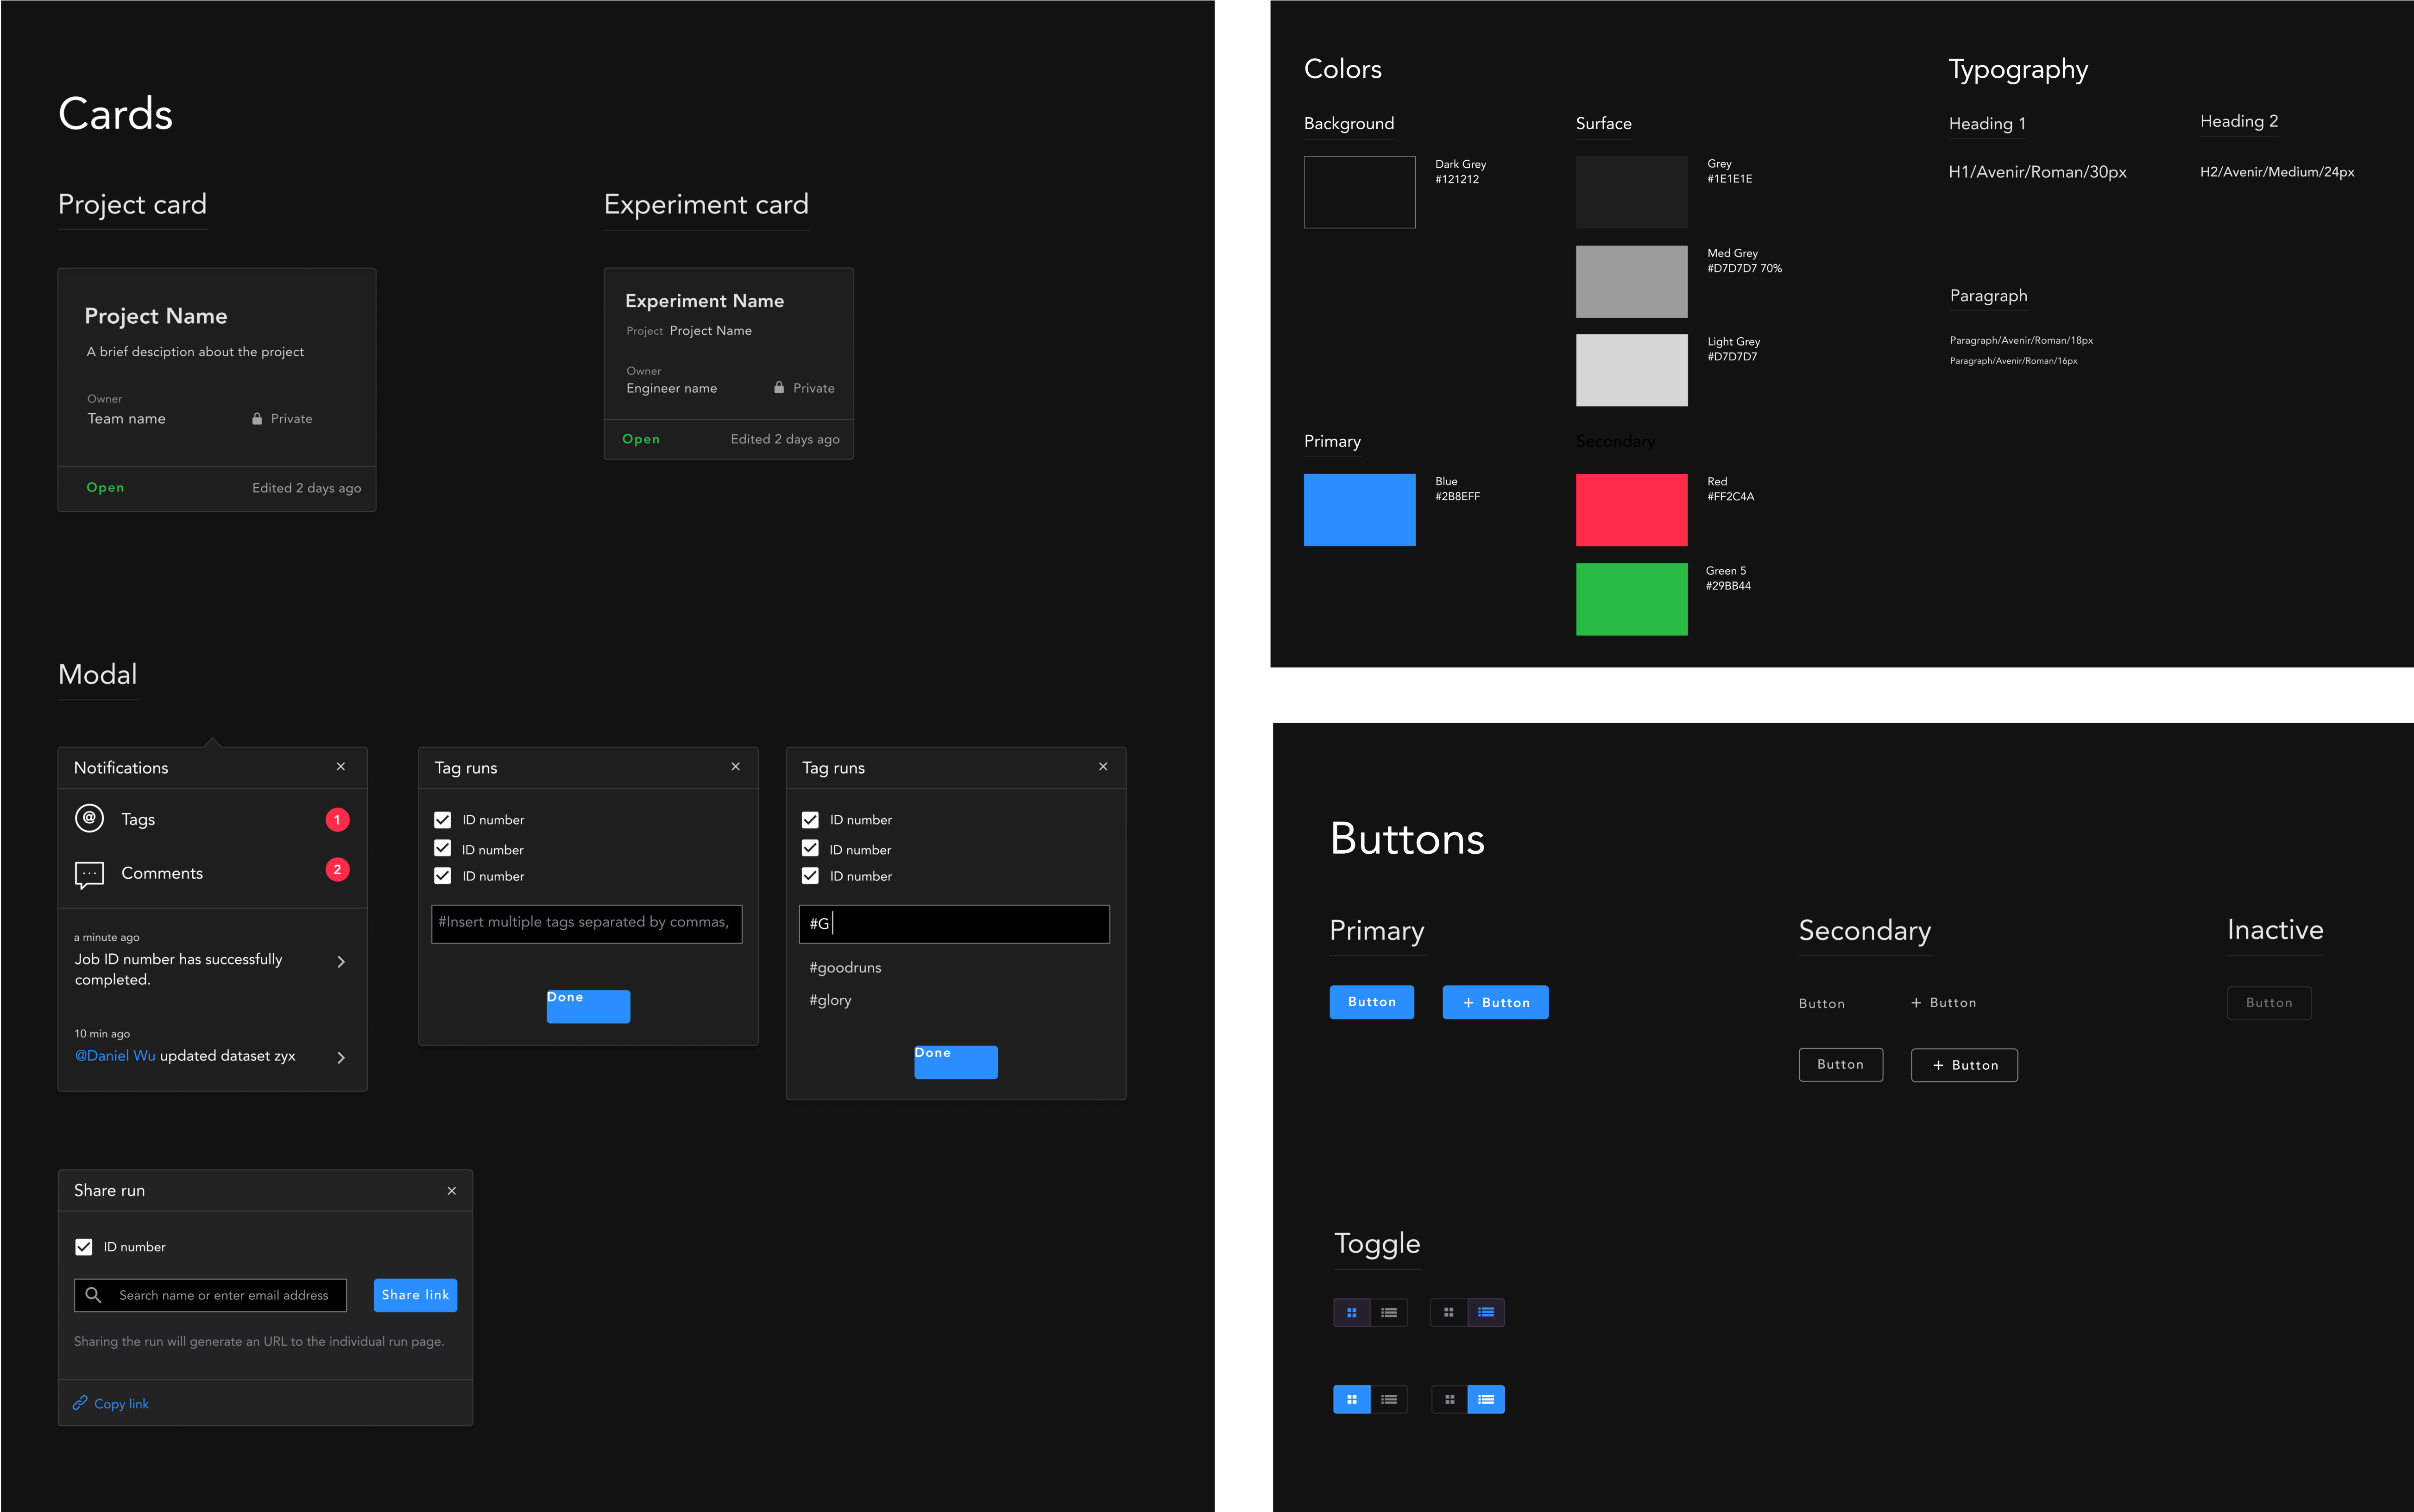 Cards
Project card
Experiment card
Project Name
A brief desciption about the project
Owner
Team name
Private
Open
Edited 2 days ago
Experiment Name
Project Project Name
Owner
Engineer name
Private
Open
Edited 2 days ago
Modal
Notifications
@ Tags 1
Comments 2
a minute ago
Job ID number has successfully
completed.
10 min ago
@Daniel Wu updated dataset zyx
Tag runs
ID number
ID number
ID number
#Insert multiple tags separated by commas,
Done
Tag runs
ID number
ID number
ID number
#G
#goodruns
#glory
Done
Share run
ID number
Search name or enter email address
Share link
Sharing the run will generate an URL to the individual run page.
Copy link
Colors
Background
Dark Grey
#121212
Surface
Grey
#1E1E1E
Med Grey
#D7D7D7 70%
Light Grey
#D7D7D7
Primary
Blue
#2B8EFF
Secondary
Red
#FF2C4A
Green 5
#29BB44
Typography
Heading 1
H1/Avenir/Roman/30px
Heading 2
H2/Avenir/Medium/24px
Paragraph
Paragraph/Avenir/Roman/18px
Paragraph/Avenir/Roman/16px
Buttons
Primary
Button
+ Button
Secondary
Button
+ Button
Button
+ Button
Inactive
Button
Toggle